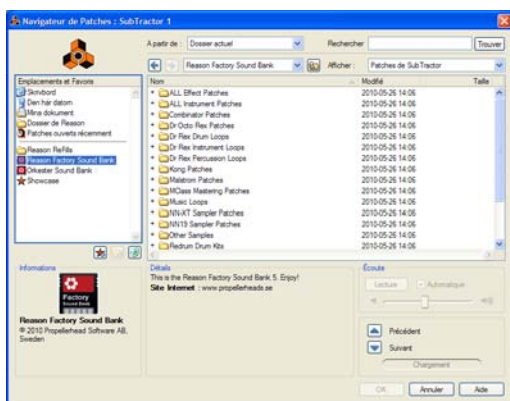 Navigateur de Patches : SubTractor 1
A partir de : Dossier actuel
Rechercher
Trouver
Reason Factory Sound Bank
Afficher : Patches de SubTractor
Emplacements et Favoris
Skrivbord
Den här datorn
Mina dokument
Dossier de Reason
Patches ouverts récemment
Reason ReFills
Reason Factory Sound Bank
Orkester Sound Bank
Showcase
Nom Modifié Taille
ALL Effect Patches 2010-05-26 14:06
ALL Instrument Patches 2010-05-26 14:06
Combinator Patches 2010-05-26 14:06
Dr Octo Rex Patches 2010-05-26 14:06
Dr Rex Drum Loops 2010-05-26 14:06
Dr Rex Instrument Loops 2010-05-26 14:06
Dr Rex Percussion Loops 2010-05-26 14:06
Kong Patches 2010-05-26 14:06
Malstrom Patches 2010-05-26 14:06
MClass Mastering Patches 2010-05-26 14:06
Music Loops 2010-05-26 14:06
NN-XT Sampler Patches 2010-05-26 14:06
NN19 Sampler Patches 2010-05-26 14:06
Other Samples 2010-05-26 14:06
Redrum Drum Kits 2010-05-26 14:06
Informations
Factory
Sound Bank
Reason Factory Sound Bank
© 2010 Propellerhead Software AB,
Sweden
Détails
This is the Reason Factory Sound Bank 5. Enjoy!
Site Internet : www.propellerheads.se
Écoute
Lecture
Automatique
Précédent
Suivant
Chargement
OK
Annuler
Aide